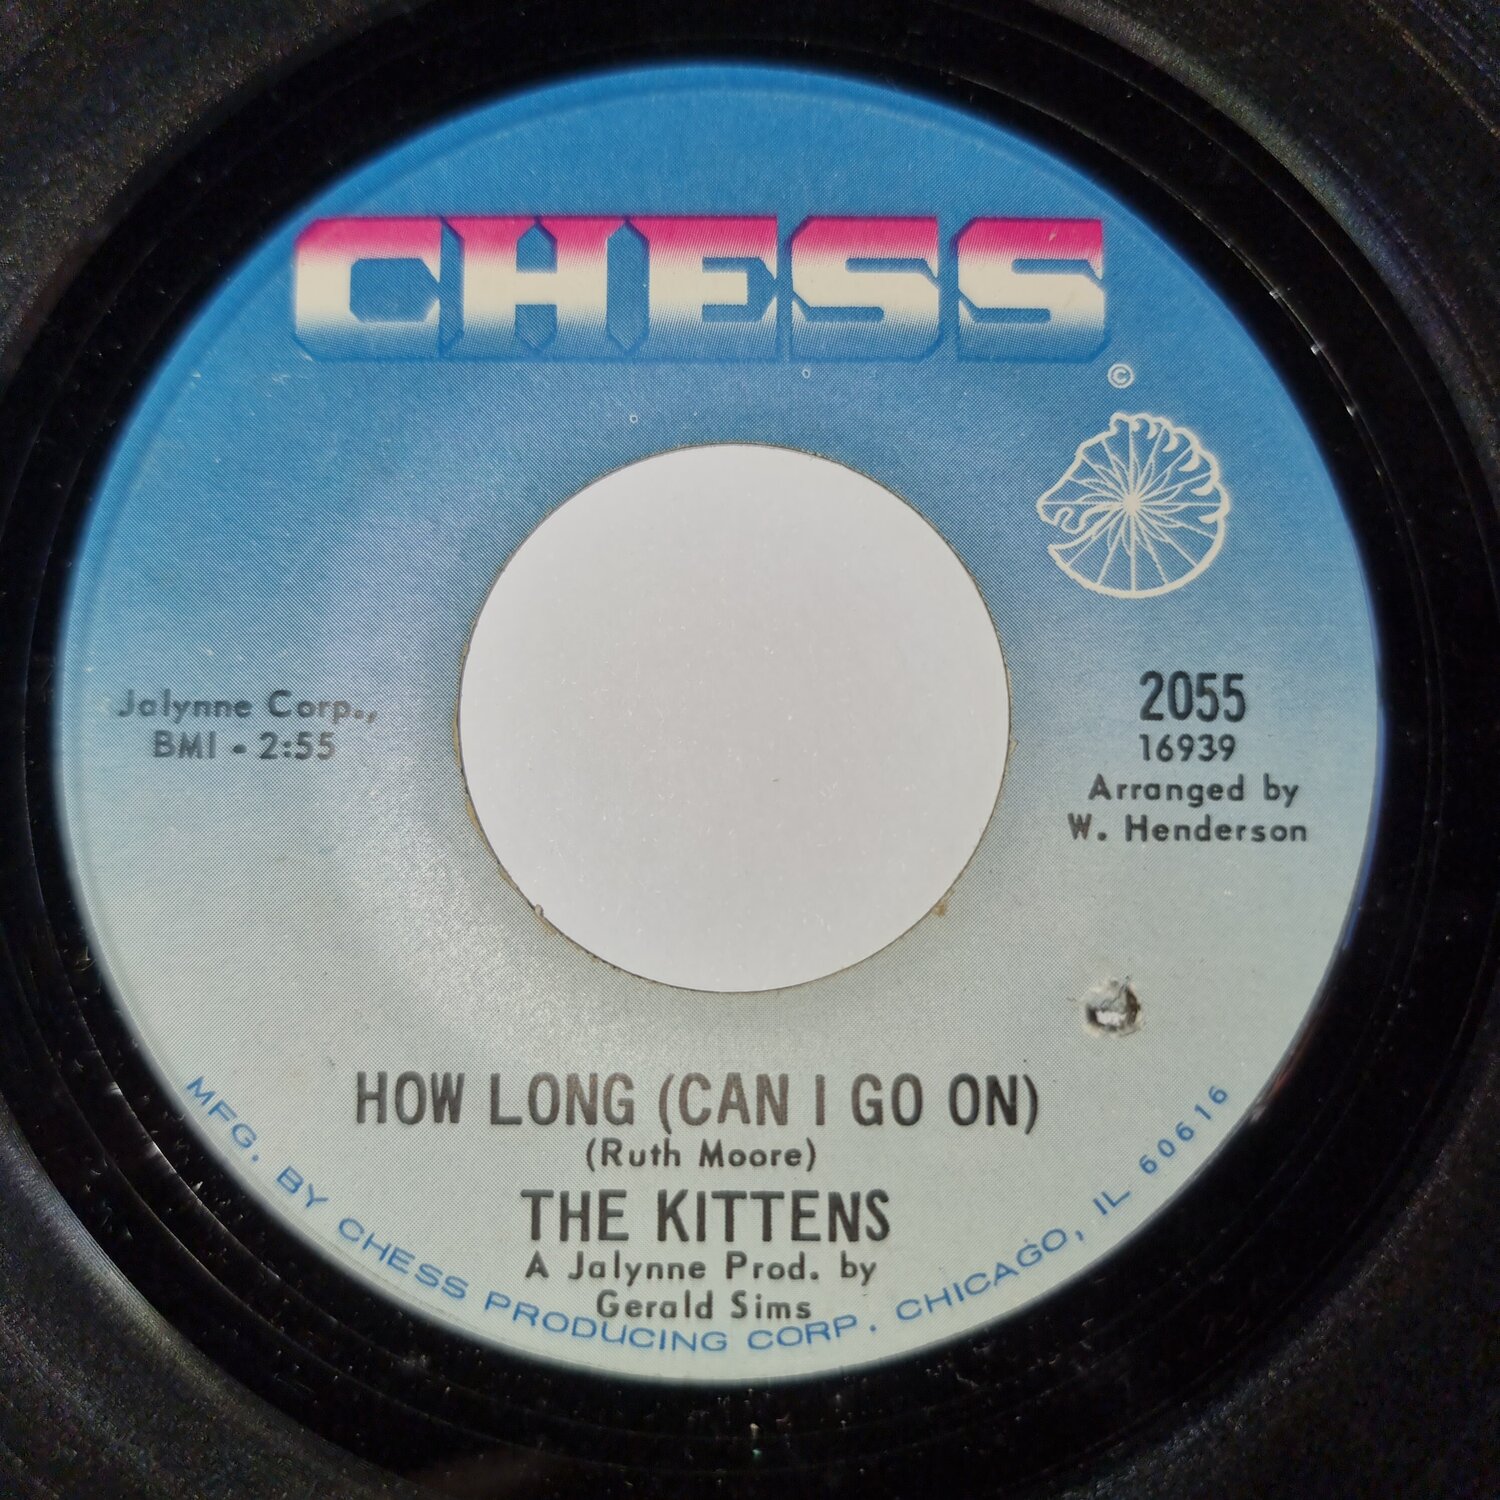 CHESS
©
Jalynne Corp.,
BMI - 2:55
2055
16939
Arranged by
W. Henderson
HOW LONG (CAN I GO ON)
(Ruth Moore)
THE KITTENS
A Jalynne Prod. by
Gerald Sims
MFG. BY CHESS PRODUCING CORP. CHICAGO, IL 60616